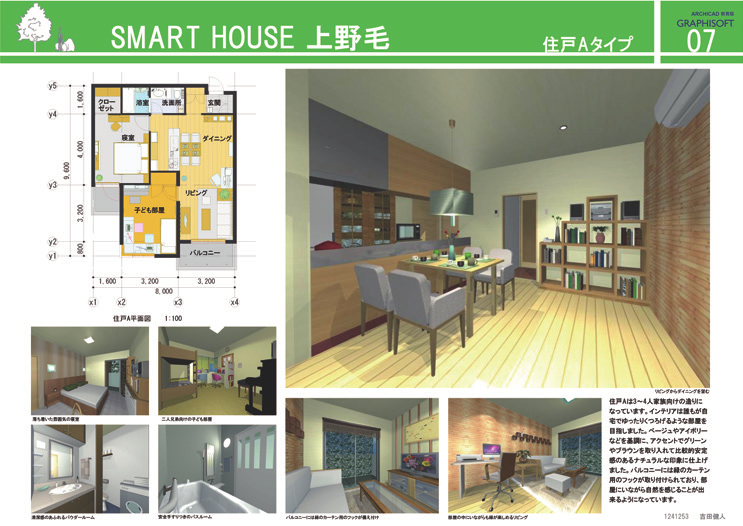 SMART HOUSE 上野毛
住戸Aタイプ
ARCHICAD 教育版
GRAPHISOFT
07
y5
y4
y3
y2
y1
1,600
4,000
3,200
800
9,600
クローゼット
浴室
洗面所
玄関
ダイニング
寝室
リビング
子ども部屋
バルコニー
1,600
3,200
3,200
8,000
x1
x2
x3
x4
住戸A平面図 1:100
リビングからダイニングを望む
落ち着いた雰囲気の寝室
二人兄弟向けの子ども部屋
清潔感のあふれるパウダールーム
安全手すりつきのバスルーム
バルコニーには緑のカーテン用のフックが備え付け
部屋の中にいながらも緑が楽しめるリビング
住戸Aは3～4人家族向けの造りに
なっています。インテリアは誰もが自
宅でゆったりくつろげるような部屋を
目指しました。ベージュやアイボリー
などを基調に、アクセントでグリーン
やブラウンを取り入れて比較的安定
感のあるナチュラルな印象に仕上げ
ました。バルコニーには緑のカーテン
用のフックが取り付けられており、部
屋にいながら自然を感じることが出
来るようになっています。
1241253 吉田健人